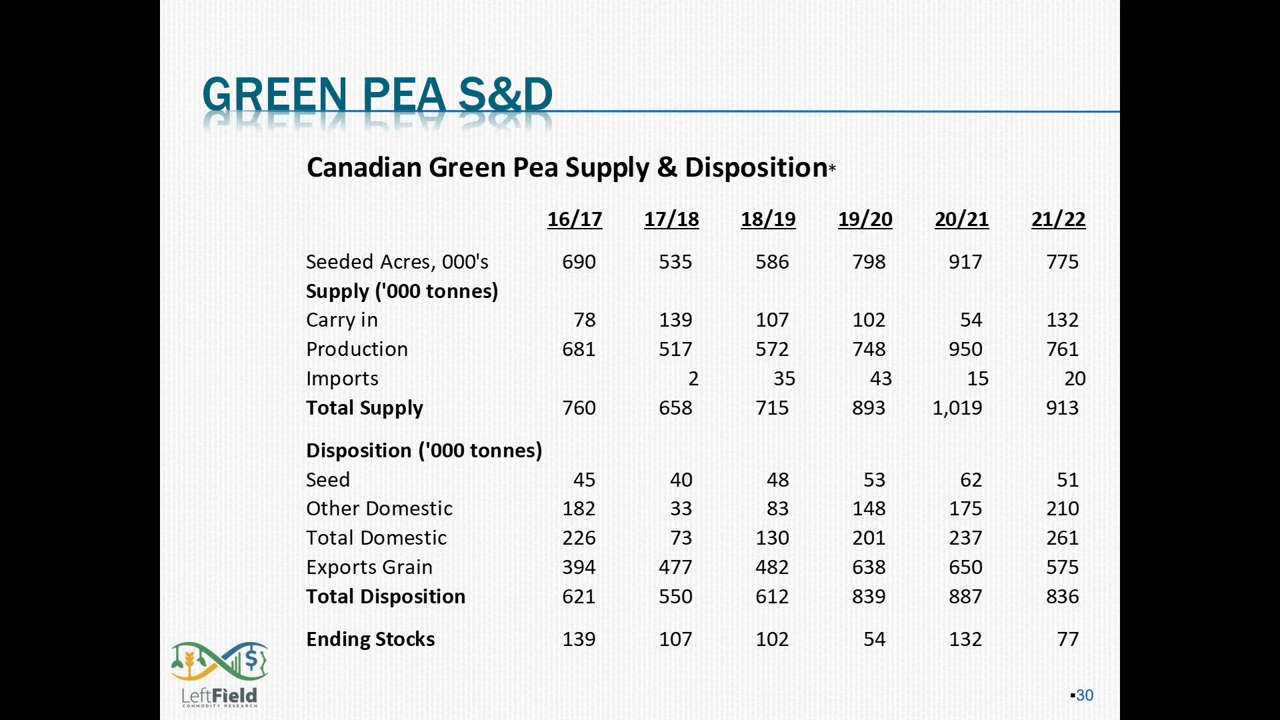 GREEN PEA S&D
Canadian Green Pea Supply & Disposition*
16/17 17/18 18/19 19/20 20/21 21/22
Seeded Acres, 000's 690 535 586 798 917 775
Supply ('000 tonnes)
Carry in 78 139 107 102 54 132
Production 681 517 572 748 950 761
Imports 2 35 43 15 20
Total Supply 760 658 715 893 1,019 913
Disposition ('000 tonnes)
Seed 45 40 48 53 62 51
Other Domestic 182 33 83 148 175 210
Total Domestic 226 73 130 201 237 261
Exports Grain 394 477 482 638 650 575
Total Disposition 621 550 612 839 887 836
Ending Stocks 139 107 102 54 132 77
LeftField
COMMODITY RESEARCH
▪30